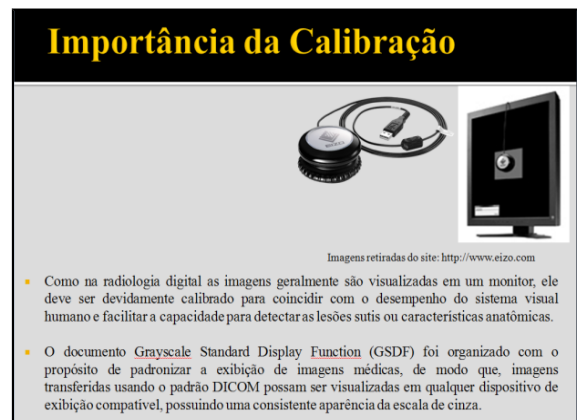 Importância da Calibração
Imagens retiradas do site: http://www.eizo.com
Como na radiologia digital as imagens geralmente são visualizadas em um monitor, ele
deve ser devidamente calibrado para coincidir com o desempenho do sistema visual
humano e facilitar a capacidade para detectar as lesões sutis ou características anatômicas.
O documento Grayscale Standard Display Function (GSDF) foi organizado com o
propósito de padronizar a exibição de imagens médicas, de modo que, imagens
transferidas usando o padrão DICOM possam ser visualizadas em qualquer dispositivo de
exibição compatível, possuindo uma consistente aparência da escala de cinza.